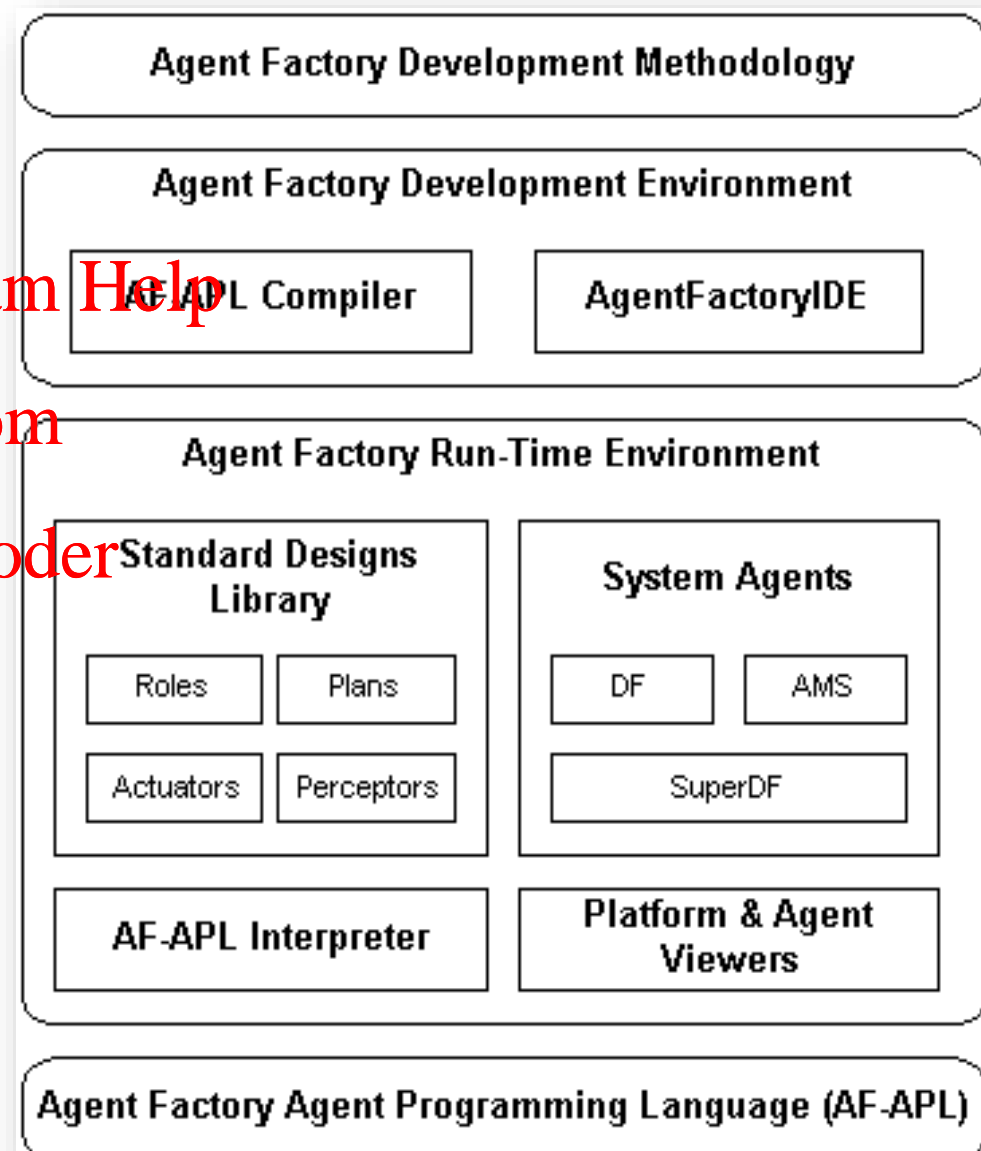 Agent Factory Development Methodology
Agent Factory Development Environment
AF-APL Compiler
AgentFactoryIDE
Help
Agent Factory Run-Time Environment
Standard Designs
Library
System Agents
Roles
Plans
DF
AMS
Actuators
Perceptors
SuperDF
AF-APL Interpreter
Platform & Agent
Viewers
Agent Factory Agent Programming Language (AF-APL)